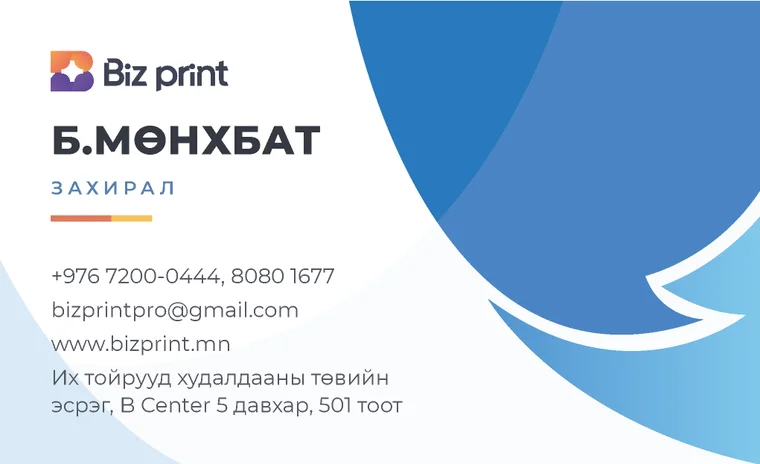 Biz print
Б.МӨНХБАТ
ЗАХИРАЛ
+976 7200-0444, 8080 1677
bizprintpro@gmail.com
www.bizprint.mn
Их тойрууд худалдааны төвийн
эсрэг, B Center 5 давхар, 501 тоот